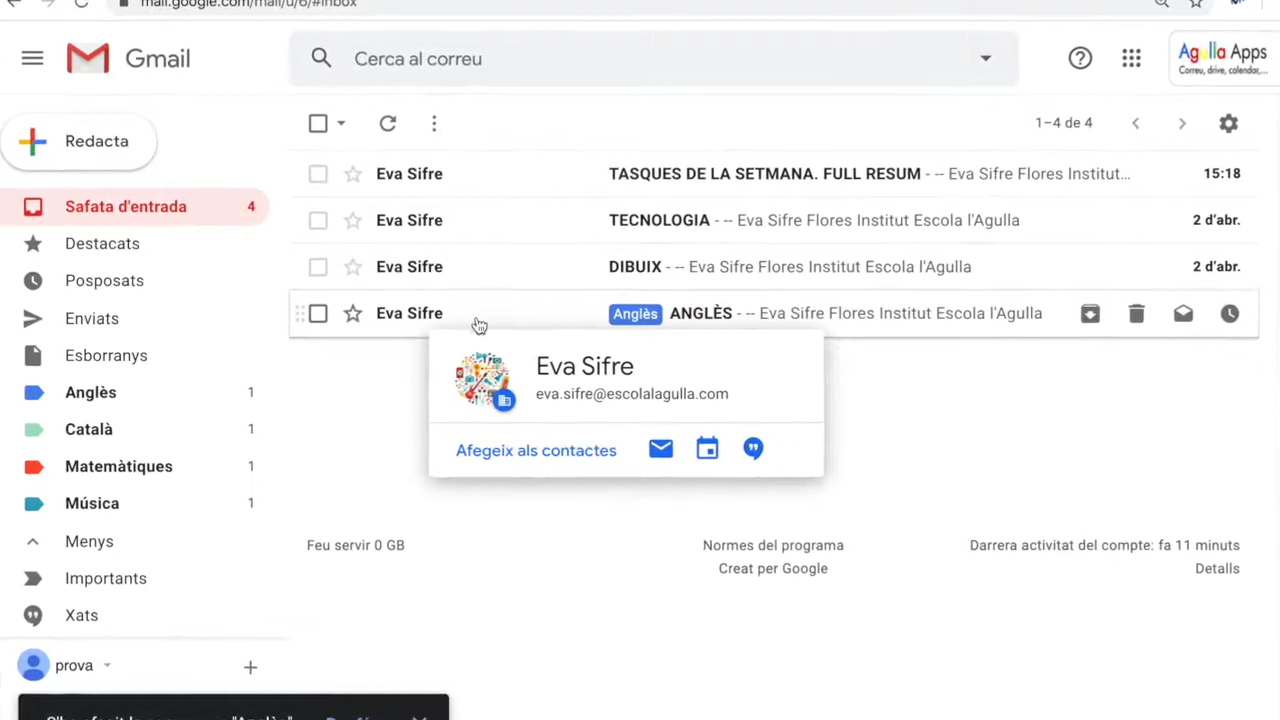 mail.google.com/mail/u/6/#inbox
Gmail
Cerca al correu
Agulla Apps
Correu, drive, calendar,...
Redacta
1–4 de 4
Eva Sifre TASQUES DE LA SETMANA. FULL RESUM - -- Eva Sifre Flores Institut... 15:18
Safata d'entrada 4
Eva Sifre TECNOLOGIA - -- Eva Sifre Flores Institut Escola l'Agulla 2 d'abr.
Destacats
Eva Sifre DIBUIX - -- Eva Sifre Flores Institut Escola l'Agulla 2 d'abr.
Posposats
Eva Sifre Anglès ANGLÈS - -- Eva Sifre Flores Institut Escola l'Agulla
Enviats
Esborranys
Anglès 1
Català 1
Matemàtiques 1
Música 1
Menys
Importants
Xats
Eva Sifre
eva.sifre@escolalagulla.com
Afegeix als contactes
Feu servir 0 GB
Normes del programa
Creat per Google
Darrera activitat del compte: fa 11 minuts
Detalls
prova